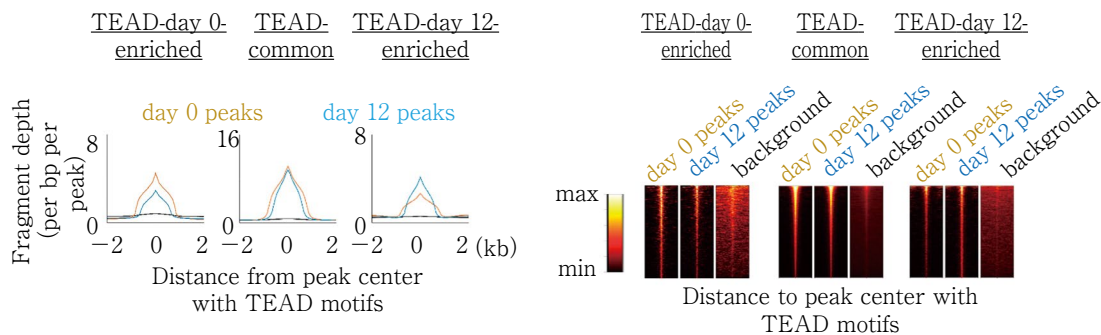 TEAD-day 0-
enriched
TEAD-
common
TEAD-day 12-
enriched
day 0 peaks
day 12 peaks
Fragment depth
(per bp per
peak)
8
0
16
0
8
0
−2 0 2
−2 0 2
−2 0 2 (kb)
Distance from peak center
with TEAD motifs
TEAD-day 0-
enriched
TEAD-
common
TEAD-day 12-
enriched
day 0 peaks
day 12 peaks
background
day 0 peaks
day 12 peaks
background
day 0 peaks
day 12 peaks
background
max
min
Distance to peak center with
TEAD motifs